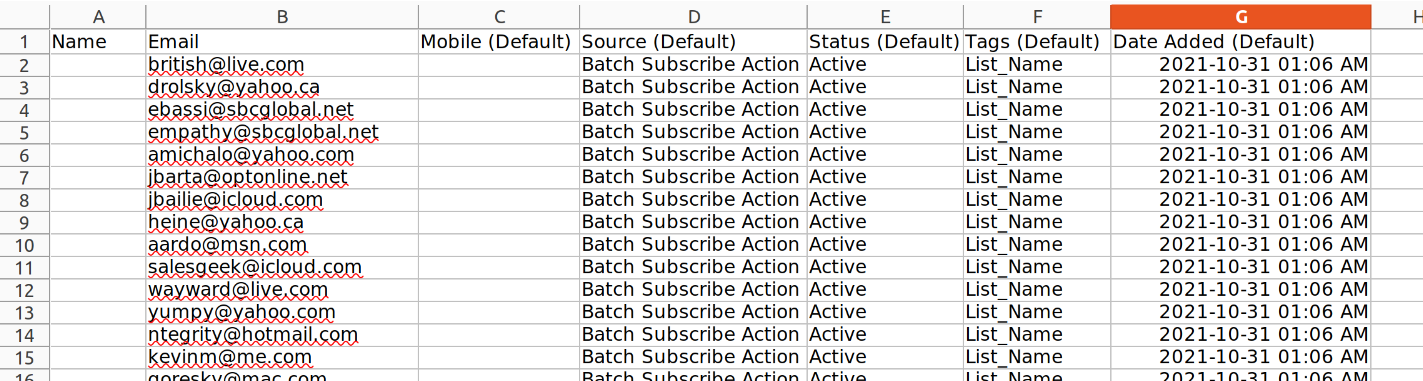 A B C D E F G H
1 Name Email Mobile (Default) Source (Default) Status (Default) Tags (Default) Date Added (Default)
2 british@live.com Batch Subscribe Action Active List_Name 2021-10-31 01:06 AM
3 drolsky@yahoo.ca Batch Subscribe Action Active List_Name 2021-10-31 01:06 AM
4 ebassi@sbcglobal.net Batch Subscribe Action Active List_Name 2021-10-31 01:06 AM
5 empathy@sbcglobal.net Batch Subscribe Action Active List_Name 2021-10-31 01:06 AM
6 amichalo@yahoo.com Batch Subscribe Action Active List_Name 2021-10-31 01:06 AM
7 jbarta@optonline.net Batch Subscribe Action Active List_Name 2021-10-31 01:06 AM
8 jbailie@icloud.com Batch Subscribe Action Active List_Name 2021-10-31 01:06 AM
9 heine@yahoo.ca Batch Subscribe Action Active List_Name 2021-10-31 01:06 AM
10 aardo@msn.com Batch Subscribe Action Active List_Name 2021-10-31 01:06 AM
11 salesgeek@icloud.com Batch Subscribe Action Active List_Name 2021-10-31 01:06 AM
12 wayward@live.com Batch Subscribe Action Active List_Name 2021-10-31 01:06 AM
13 yumpy@yahoo.com Batch Subscribe Action Active List_Name 2021-10-31 01:06 AM
14 ntegrity@hotmail.com Batch Subscribe Action Active List_Name 2021-10-31 01:06 AM
15 kevinm@me.com Batch Subscribe Action Active List_Name 2021-10-31 01:06 AM
16 goresky@mac.com Batch Subscribe Action Active List_Name 2021-10-31 01:06 AM